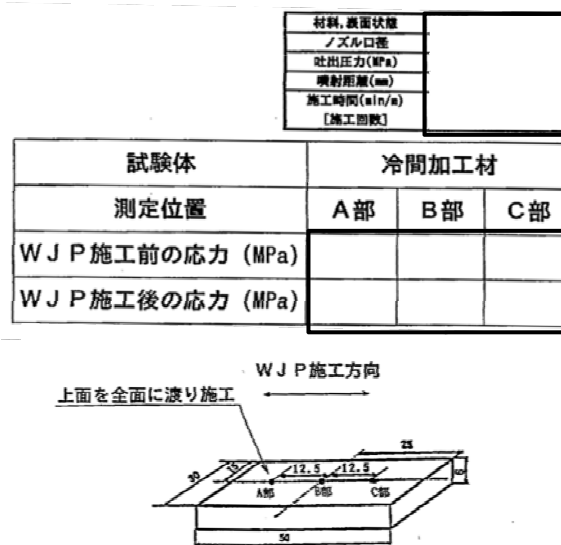 材料,表面状態
ノズル口径
吐出圧力(MPa)
噴射距離(mm)
施工時間(min/m)
[施工回数]
試験体 冷間加工材
測定位置 A部 B部 C部
WJP施工前の応力 (MPa)
WJP施工後の応力 (MPa)
WJP施工方向
上面を全面に渡り施工
25
12.5 12.5
30 15
A部 B部 C部
50